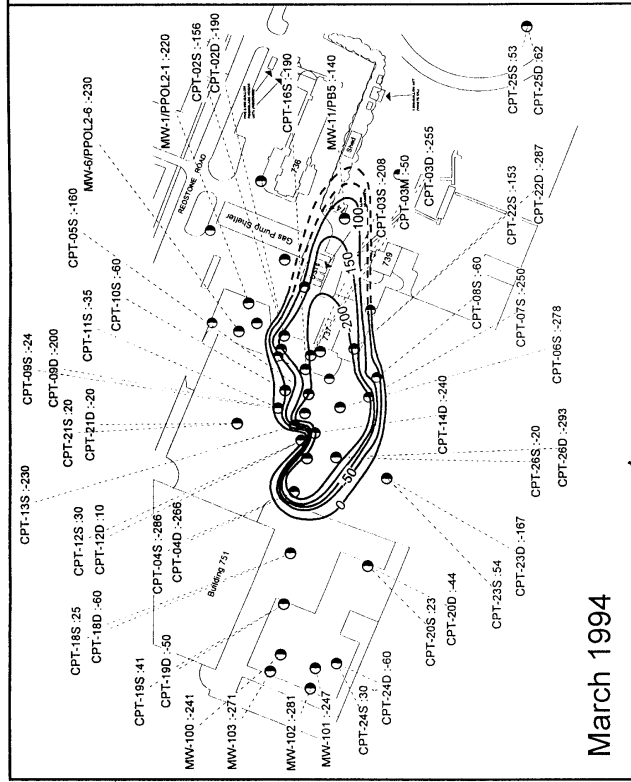 CPT-13S :-230
CPT-09S :-24
CPT-09D :-200
CPT-21S :20
CPT-21D :-20
CPT-11S :-35
CPT-10S :-60
CPT-05S :-160
MW-6/PPOL2-6 :-230
MW-1/PPOL2-1 :-220
CPT-02S :-156
CPT-02D :-190
CPT-16S :-190
MW-11/PB5 :-140
CPT-12S :30
CPT-12D :10
CPT-18S :25
CPT-18D :-60
CPT-04S :-286
CPT-04D :-266
CPT-19S :41
CPT-19D :-50
MW-100 :-241
MW-103 :-271
MW-102 :-281
MW-101 :-247
CPT-24S :30
CPT-24D :-60
CPT-20S :23
CPT-20D :-44
CPT-23S :54
CPT-23D :-167
CPT-26S :-20
CPT-26D :-293
CPT-14D :-240
CPT-06S :-278
CPT-07S :-250
CPT-08S :-60
CPT-22S :-153
CPT-22D :-287
CPT-03S :-208
CPT-03M :-50
CPT-03D :-255
CPT-25S :53
CPT-25D :62
REDSTONE ROAD
Gas Pump Shelter
Building 751
736
737
739
Shed
0
-50
100
-150
-200
March 1994